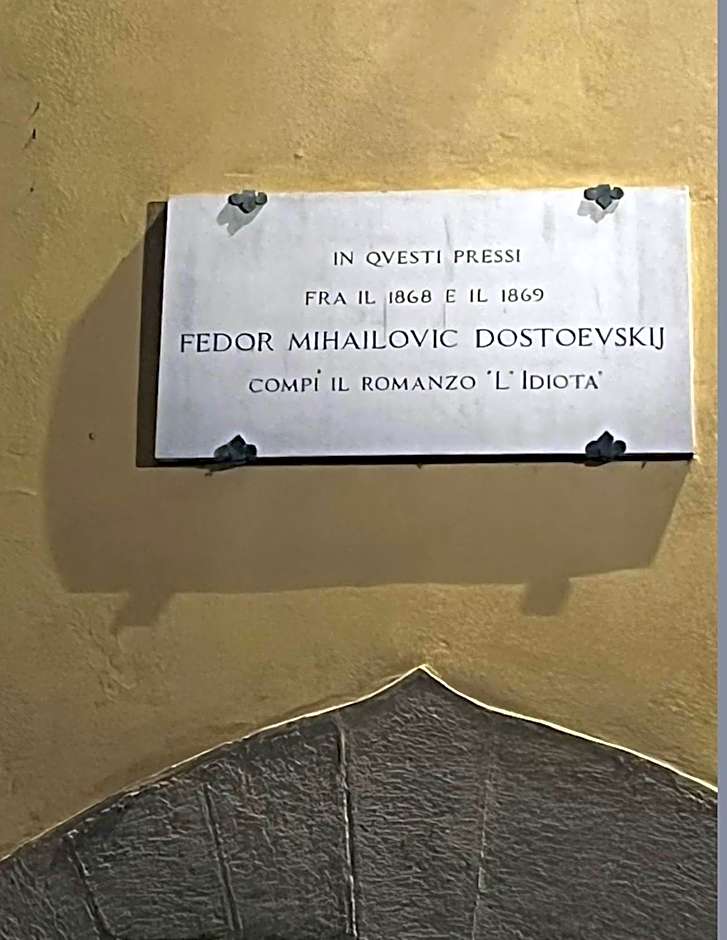 IN QVESTI PRESSI
FRA IL 1868 E IL 1869
FEDOR MIHAILOVIC DOSTOEVSKIJ
COMPÌ IL ROMANZO "L'IDIOTA"